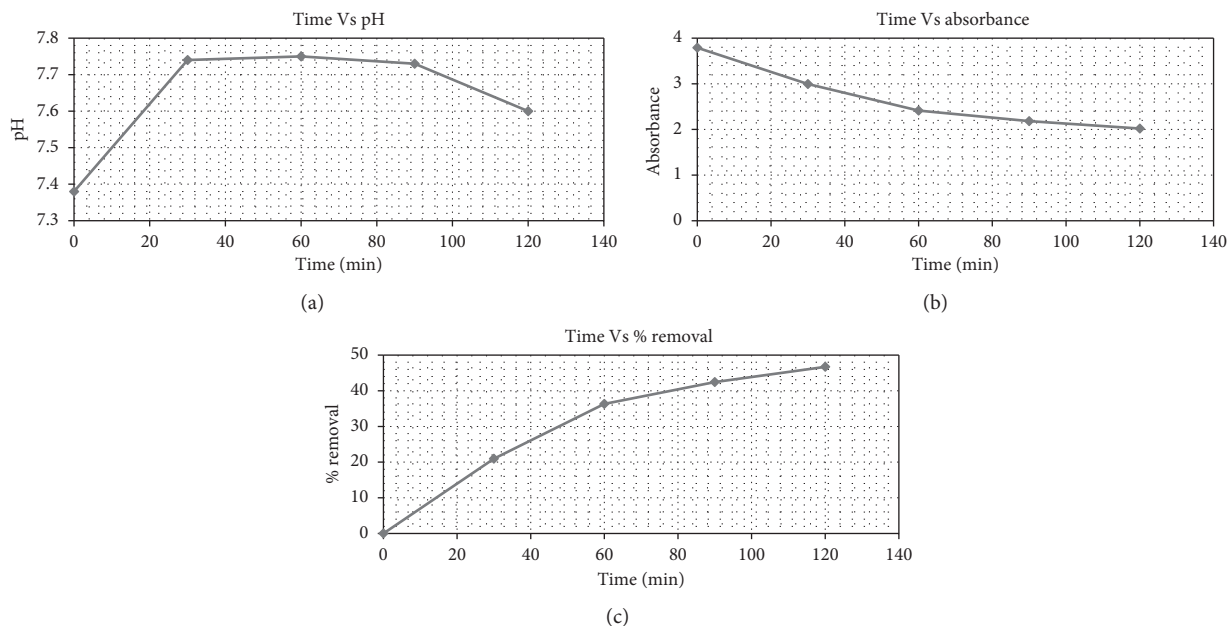 Time Vs pH
7.8
7.7
7.6
7.5
7.4
7.3
pH
0 20 40 60 80 100 120 140
Time (min)
(a)
Time Vs absorbance
4
3
2
1
0
Absorbance
0 20 40 60 80 100 120 140
Time (min)
(b)
Time Vs % removal
50
40
30
20
10
0
% removal
0 20 40 60 80 100 120 140
Time (min)
(c)